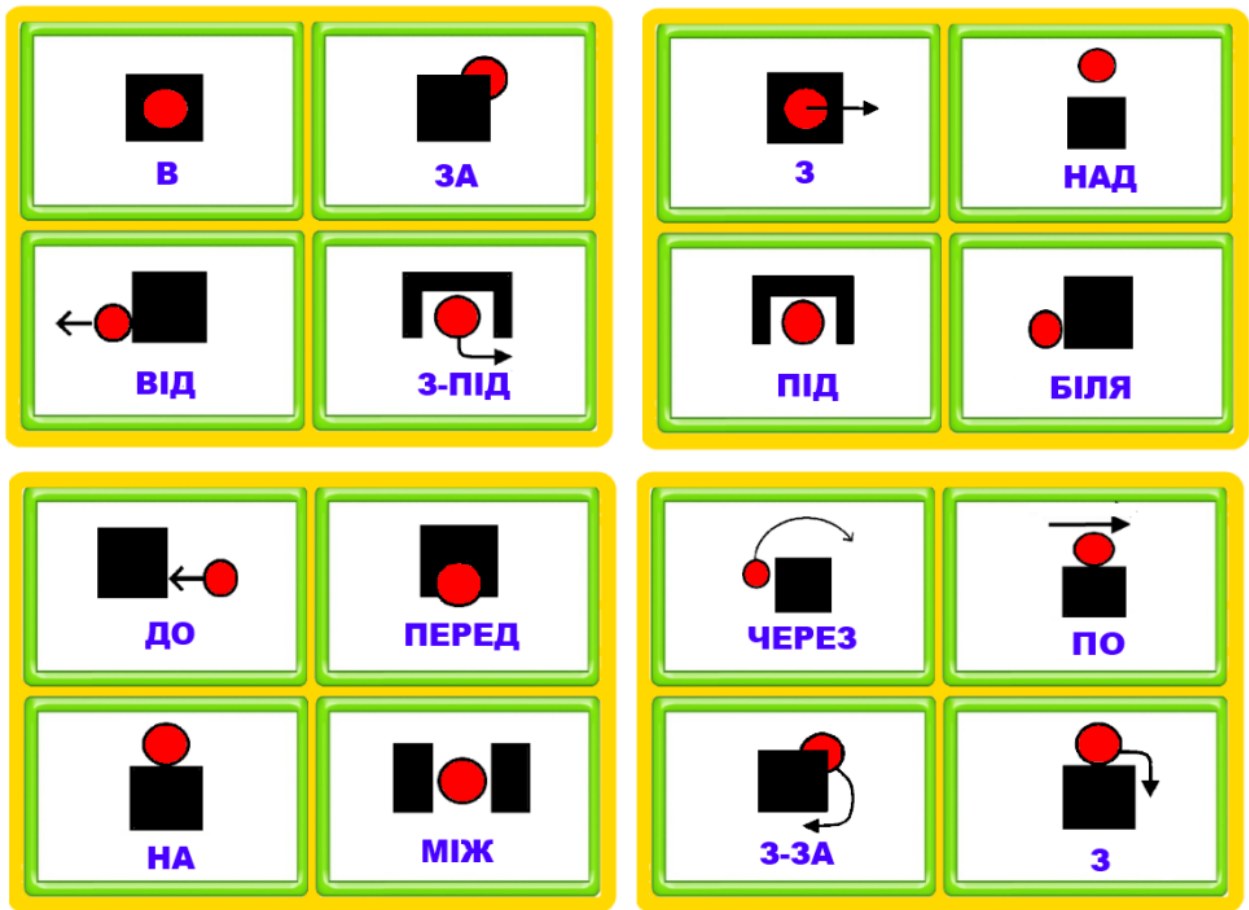 В
ЗА
ВІД
З-ПІД
З
НАД
ПІД
БІЛЯ
ДО
ПЕРЕД
НА
МІЖ
ЧЕРЕЗ
ПО
З-ЗА
З